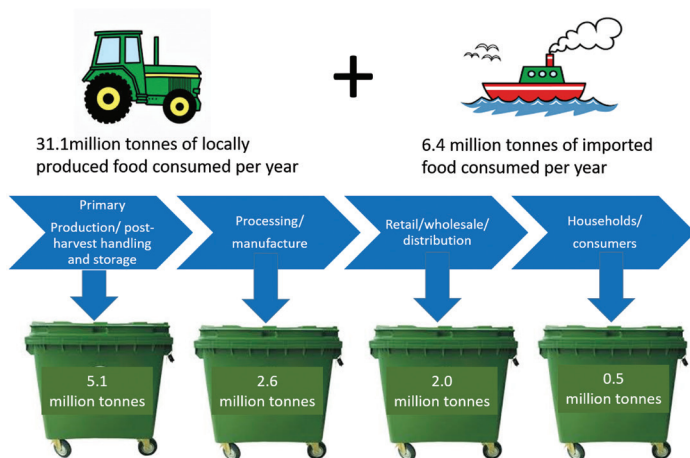 31.1million tonnes of locally
produced food consumed per year
+
6.4 million tonnes of imported
food consumed per year
Primary
Production/ post-
harvest handling
and storage
Processing/
manufacture
Retail/wholesale/
distribution
Households/
consumers
5.1
million tonnes
2.6
million tonnes
2.0
million tonnes
0.5
million tonnes